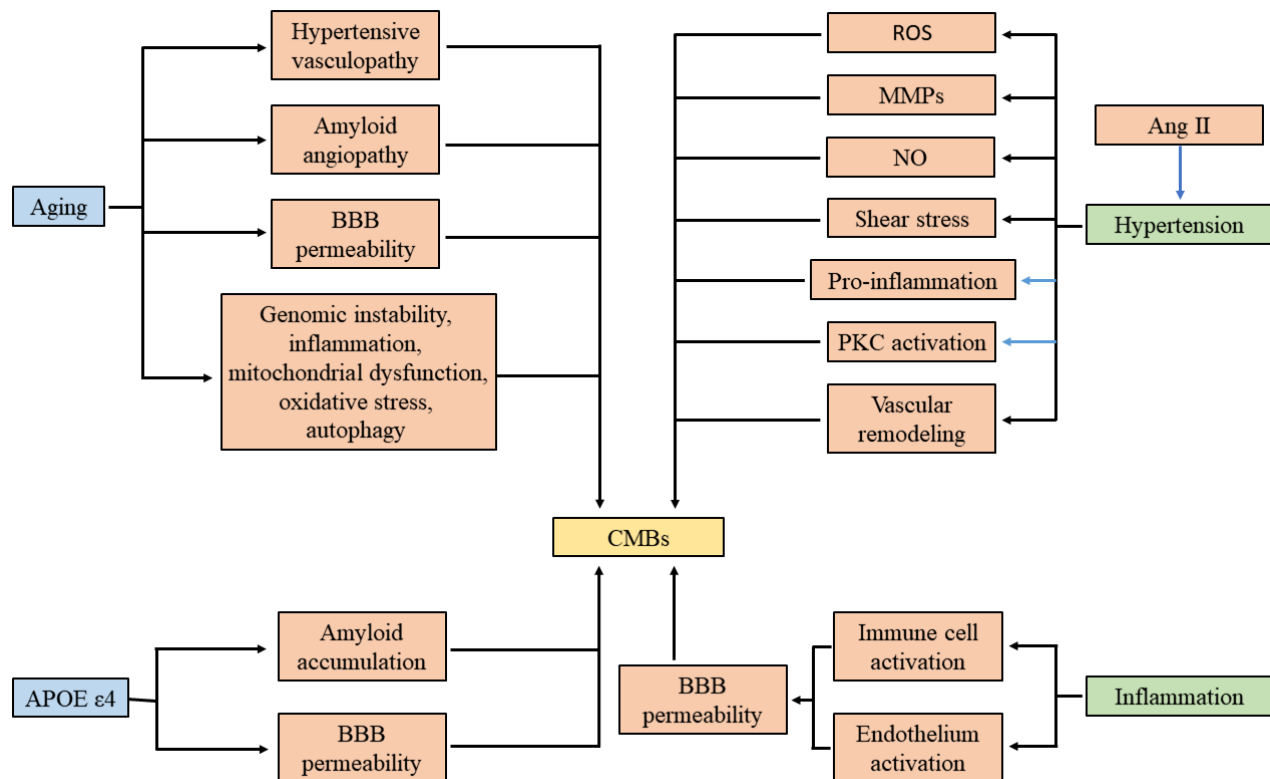 Hypertensive
vasculopathy
Amyloid
angiopathy
Aging
BBB
permeability
Genomic instability,
inflammation,
mitochondrial dysfunction,
oxidative stress,
autophagy
ROS
MMPs
Ang II
NO
Shear stress
Hypertension
Pro-inflammation
PKC activation
Vascular
remodeling
CMBs
Amyloid
accumulation
APOE ε4
BBB
permeability
BBB
permeability
Immune cell
activation
Inflammation
Endothelium
activation